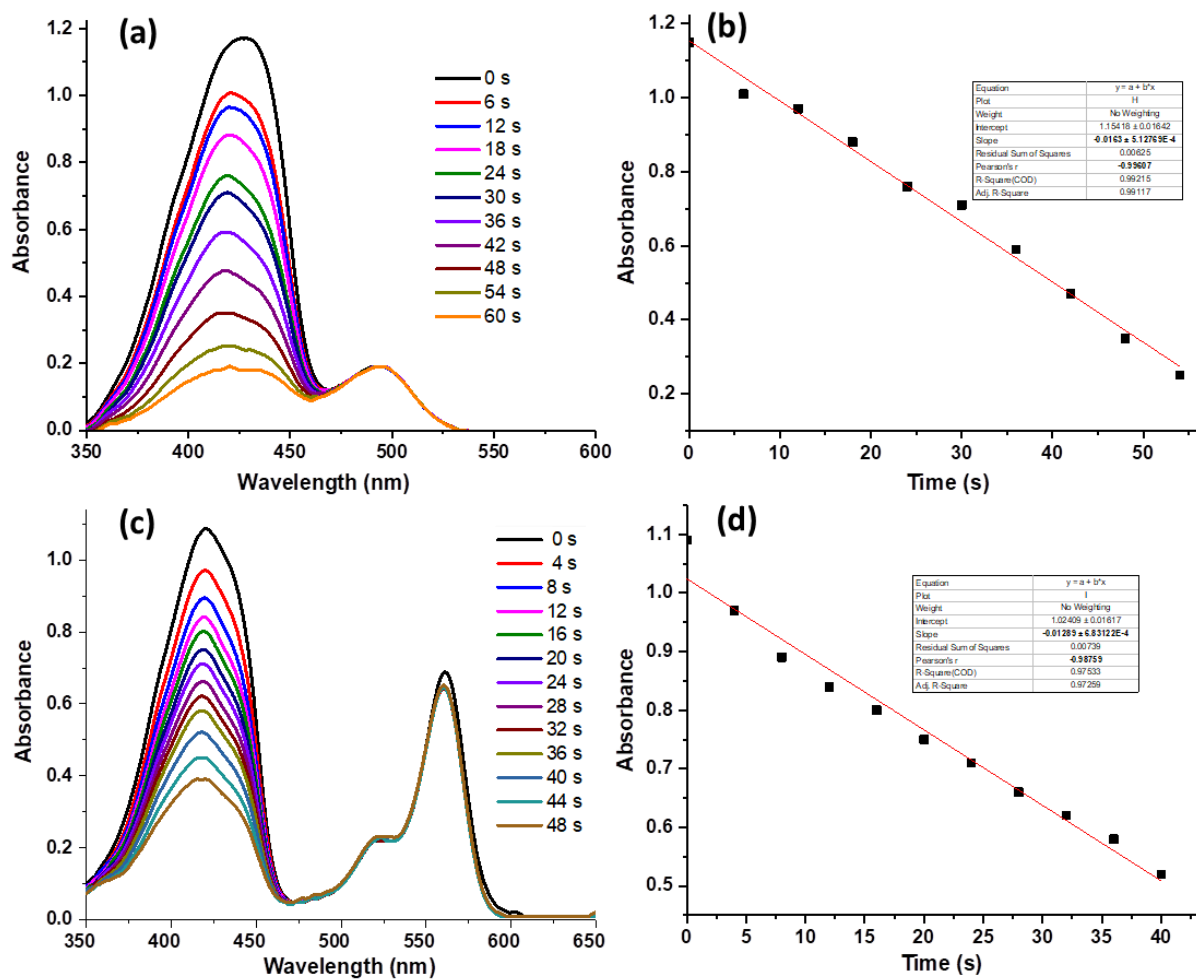 (a)
1.2
1.0
0.8
0.6
0.4
0.2
0.0
Absorbance
0 s
6 s
12 s
18 s
24 s
30 s
36 s
42 s
48 s
54 s
60 s
350 400 450 500 550 600
Wavelength (nm)
(b)
1.2
1.0
0.8
0.6
0.4
0.2
Absorbance
Equation y = a + b*x
Plot H
Weight No Weighting
Intercept 1.15418 ± 0.01642
Slope -0.0163 ± 5.12769E-4
Residual Sum of Squares 0.00625
Pearson's r -0.99607
R-Square(COD) 0.99215
Adj. R-Square 0.99117
0 10 20 30 40 50
Time (s)
(c)
1.0
0.8
0.6
0.4
0.2
0.0
Absorbance
0 s
4 s
8 s
12 s
16 s
20 s
24 s
28 s
32 s
36 s
40 s
44 s
48 s
350 400 450 500 550 600 650
Wavelength (nm)
(d)
1.1
1.0
0.9
0.8
0.7
0.6
0.5
Absorbance
Equation y = a + b*x
Plot I
Weight No Weighting
Intercept 1.02409 ± 0.01617
Slope -0.01289 ± 6.83122E-4
Residual Sum of Squares 0.00739
Pearson's r -0.98759
R-Square(COD) 0.97533
Adj. R-Square 0.97259
0 5 10 15 20 25 30 35 40
Time (s)